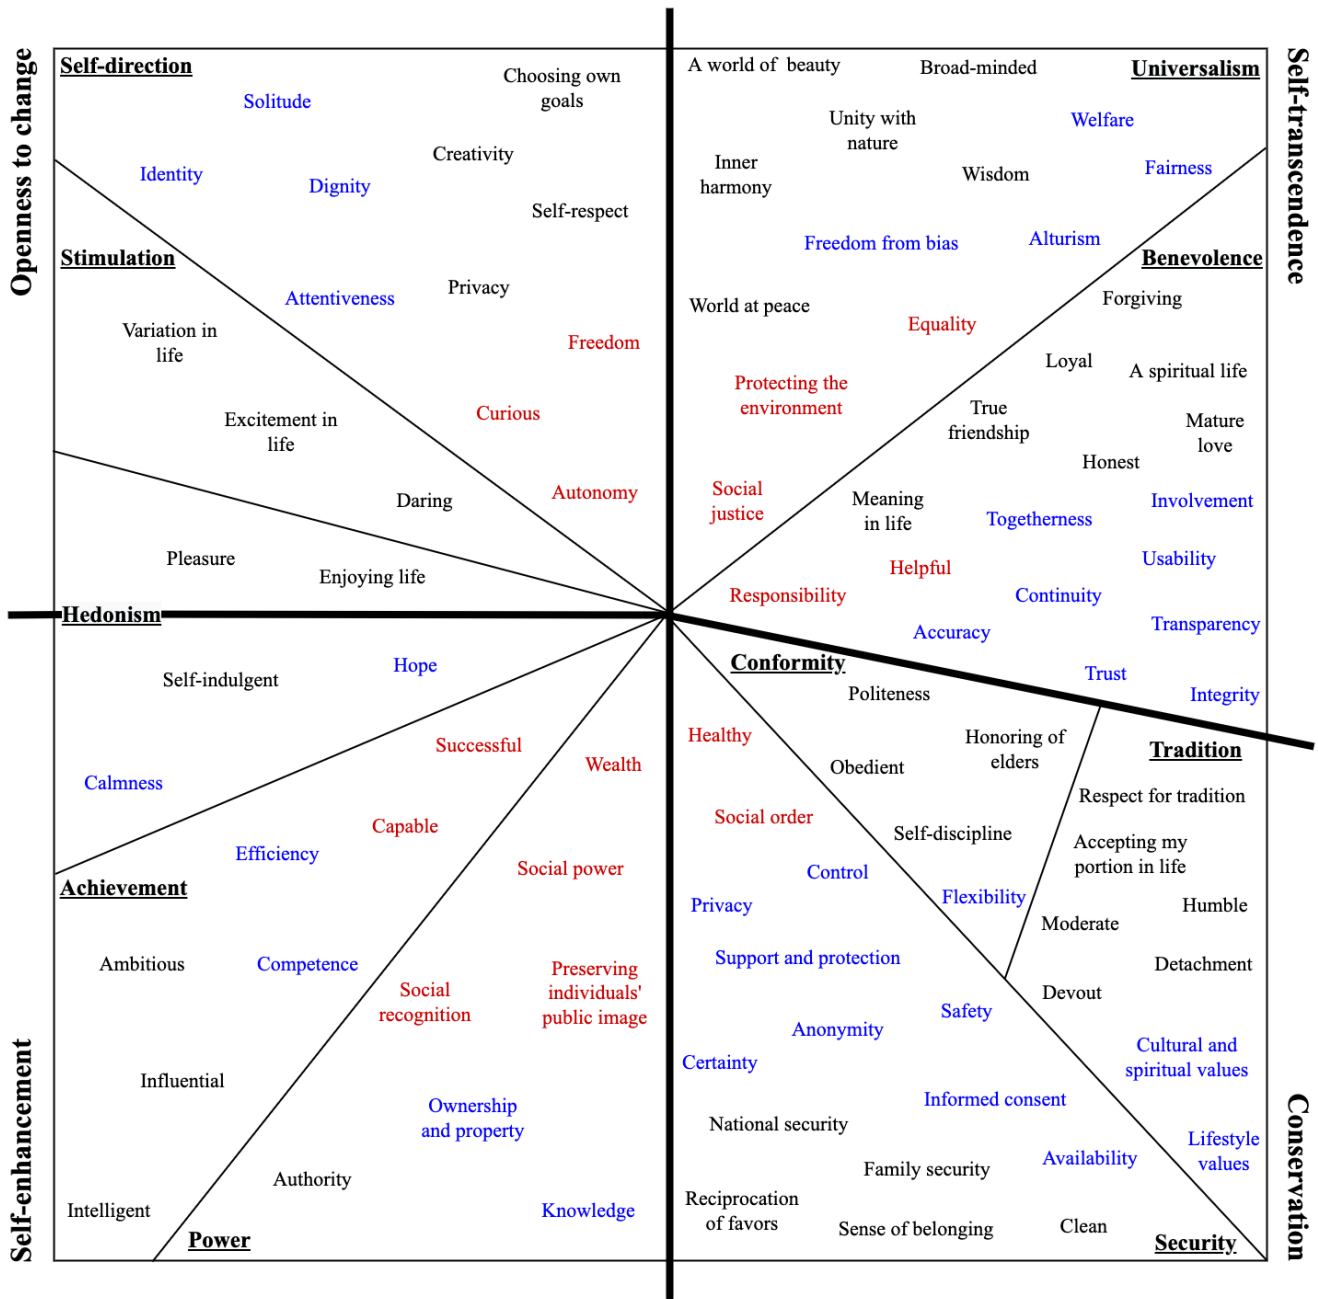 Openness to change
Self-direction
Solitude
Choosing own
goals
Creativity
Identity
Dignity
Self-respect
Stimulation
Attentiveness
Privacy
Variation in
life
Freedom
Excitement in
life
Curious
Daring
Autonomy
Pleasure
Enjoying life
Hedonism
Self-transcendence
A world of beauty
Broad-minded
Universalism
Unity with
nature
Welfare
Inner
harmony
Wisdom
Fairness
Freedom from bias
Alturism
Benevolence
World at peace
Equality
Forgiving
Protecting the
environment
Loyal
A spiritual life
True
friendship
Mature
love
Honest
Social
justice
Meaning
in life
Togetherness
Involvement
Helpful
Usability
Responsibility
Continuity
Accuracy
Transparency
Trust
Integrity
Self-enhancement
Self-indulgent
Hope
Calmness
Successful
Wealth
Capable
Efficiency
Social power
Achievement
Ambitious
Competence
Social
recognition
Preserving
individuals'
public image
Influential
Ownership
and property
Authority
Intelligent
Knowledge
Power
Conservation
Conformity
Politeness
Healthy
Honoring of
elders
Tradition
Obedient
Respect for tradition
Social order
Self-discipline
Accepting my
portion in life
Control
Flexibility
Privacy
Humble
Moderate
Support and protection
Detachment
Devout
Safety
Anonymity
Cultural and
spiritual values
Certainty
Informed consent
National security
Lifestyle
values
Family security
Availability
Reciprocation
of favors
Sense of belonging
Clean
Security